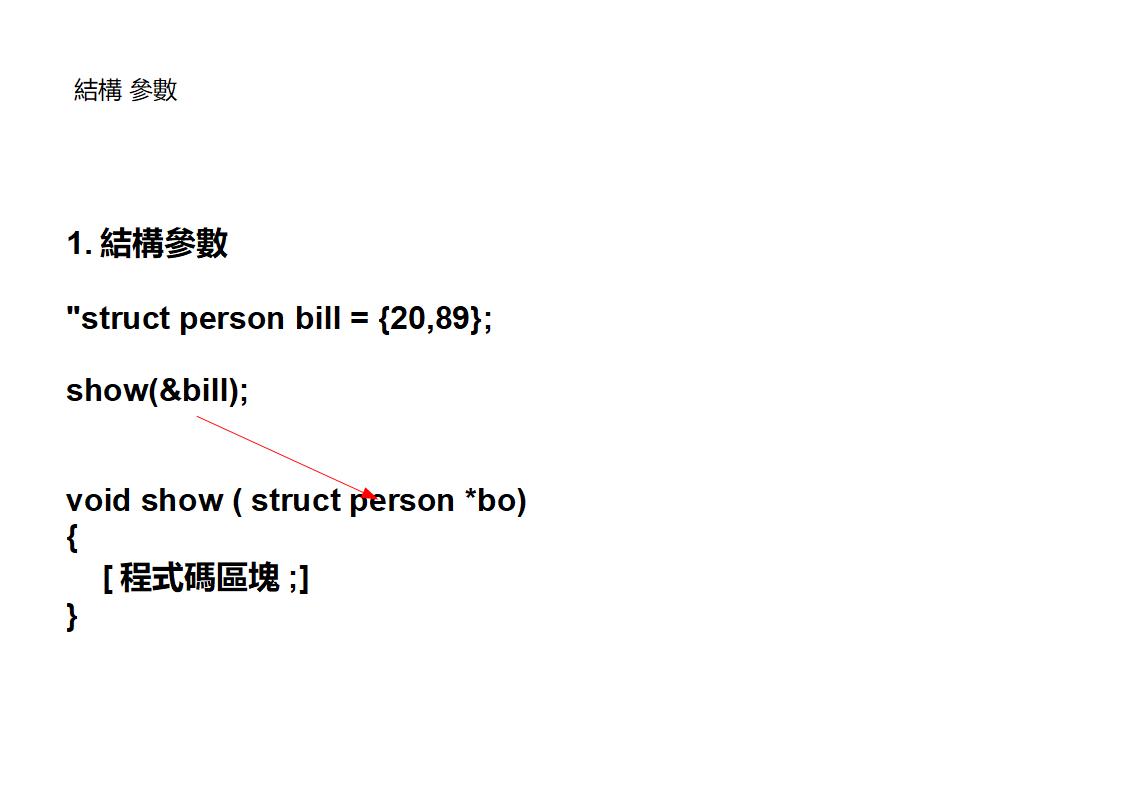 結構 參數
1. 結構參數
"struct person bill = {20,89};
show(&bill);
void show ( struct person *bo)
{
[ 程式碼區塊 ;]
}